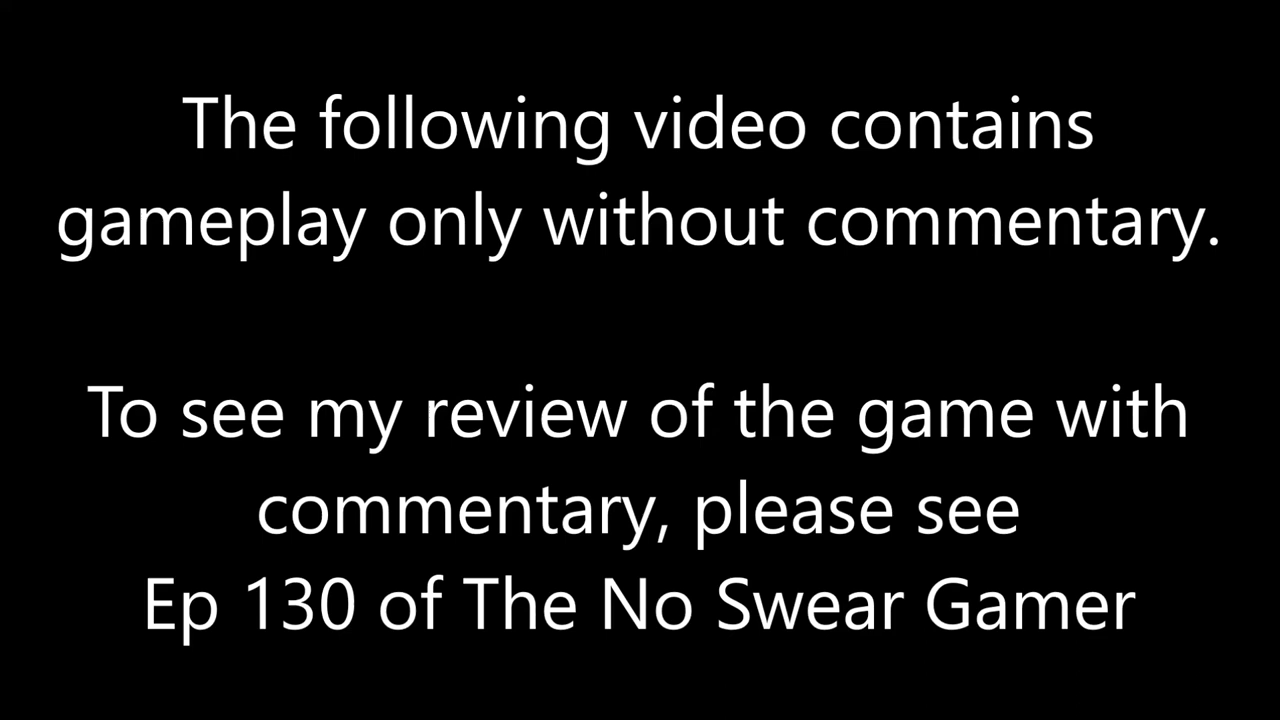 The following video contains
gameplay only without commentary.
To see my review of the game with
commentary, please see
Ep 130 of The No Swear Gamer